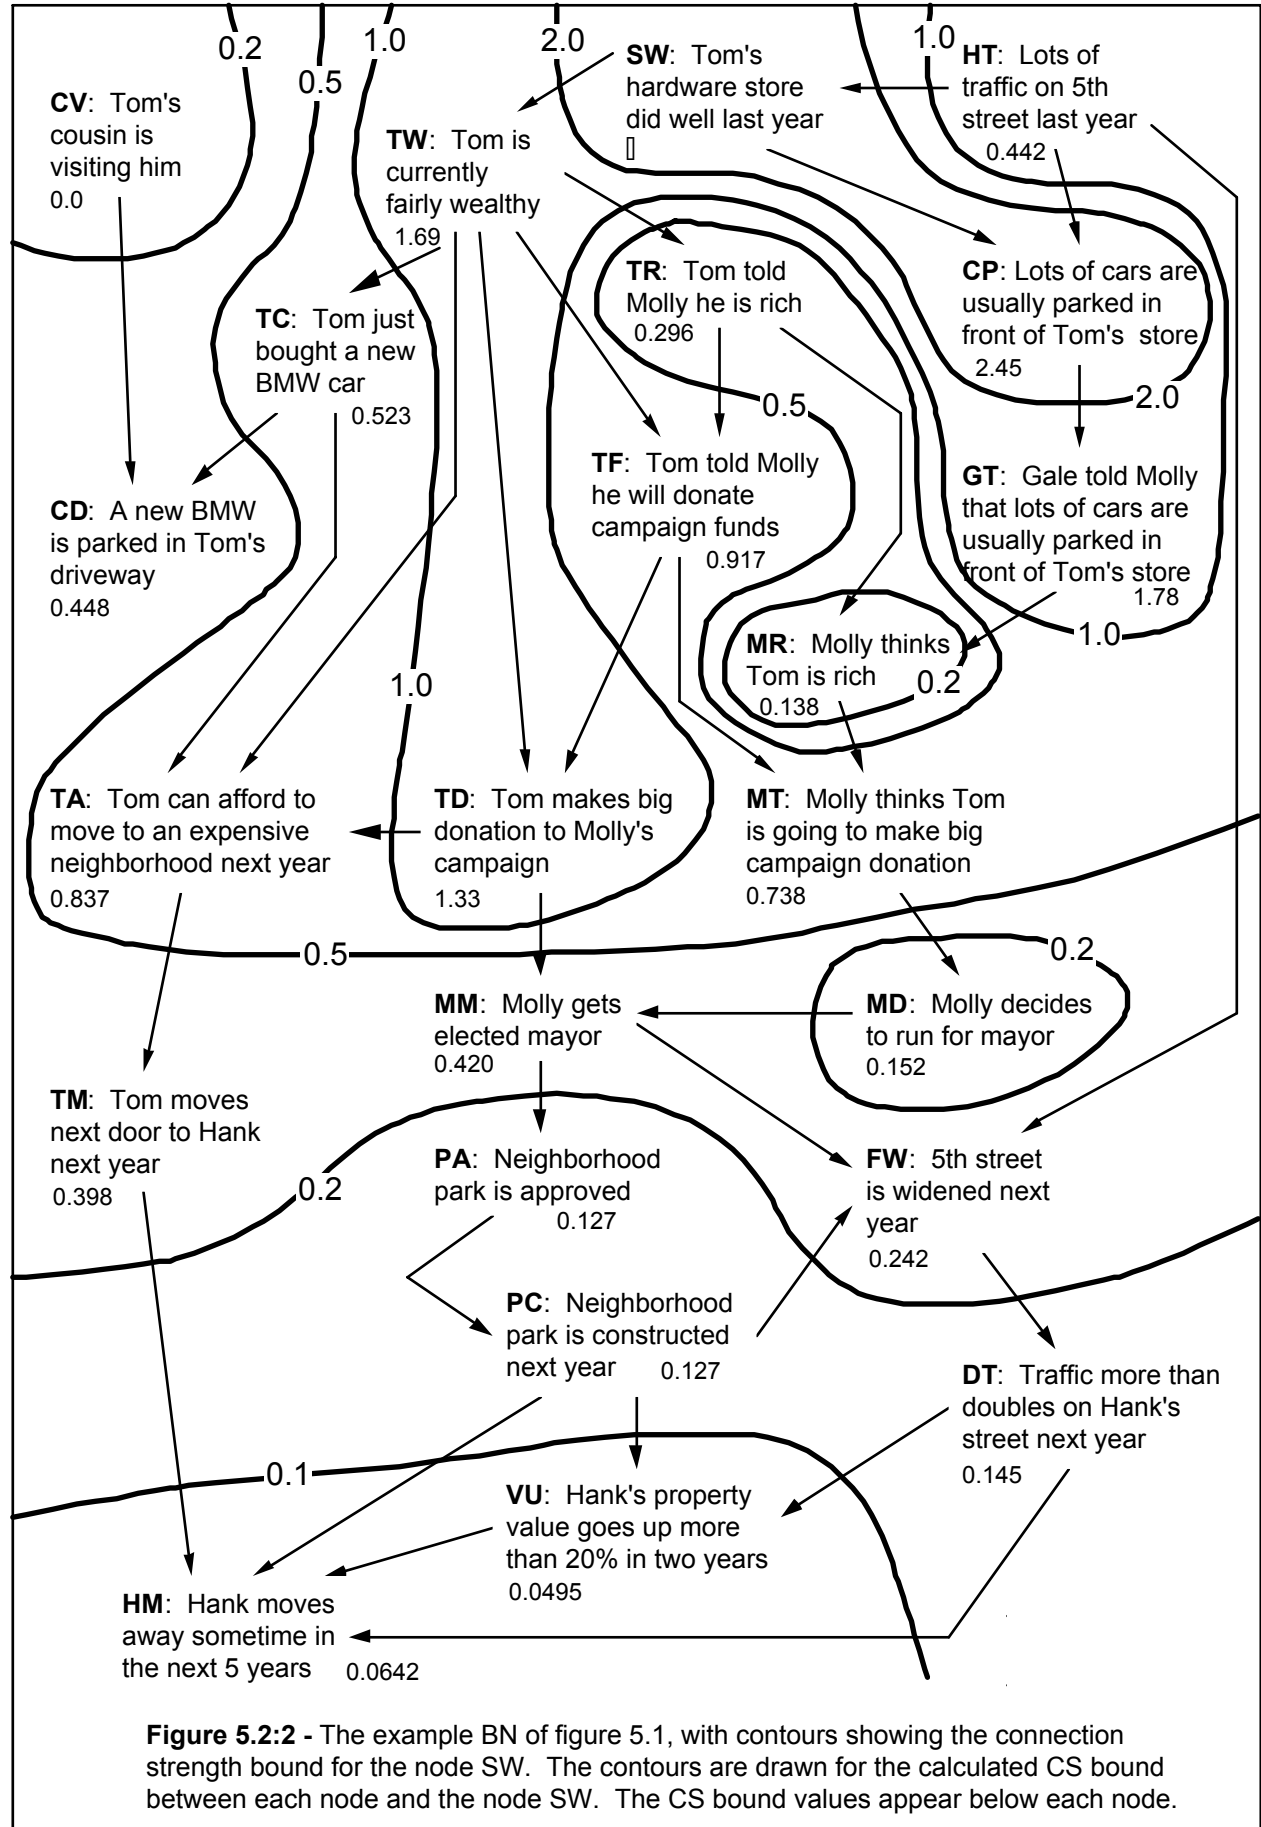 0.2
0.5
1.0
2.0
1.0
CV: Tom's
cousin is
visiting him
0.0
TW: Tom is
currently
fairly wealthy
1.69
SW: Tom's
hardware store
did well last year
▯
HT: Lots of
traffic on 5th
street last year
0.442
TC: Tom just
bought a new
BMW car
0.523
TR: Tom told
Molly he is rich
0.296
CP: Lots of cars are
usually parked in
front of Tom's store
2.45
2.0
0.5
CD: A new BMW
is parked in Tom's
driveway
0.448
TF: Tom told Molly
he will donate
campaign funds
0.917
GT: Gale told Molly
that lots of cars are
usually parked in
front of Tom's store
1.78
1.0
MR: Molly thinks
Tom is rich
0.138
0.2
1.0
TA: Tom can afford to
move to an expensive
neighborhood next year
0.837
TD: Tom makes big
donation to Molly's
campaign
1.33
MT: Molly thinks Tom
is going to make big
campaign donation
0.738
0.5
0.2
MM: Molly gets
elected mayor
0.420
MD: Molly decides
to run for mayor
0.152
TM: Tom moves
next door to Hank
next year
0.398
0.2
PA: Neighborhood
park is approved
0.127
FW: 5th street
is widened next
year
0.242
PC: Neighborhood
park is constructed
next year
0.127
DT: Traffic more than
doubles on Hank's
street next year
0.145
0.1
VU: Hank's property
value goes up more
than 20% in two years
0.0495
HM: Hank moves
away sometime in
the next 5 years
0.0642
Figure 5.2:2 - The example BN of figure 5.1, with contours showing the connection
strength bound for the node SW. The contours are drawn for the calculated CS bound
between each node and the node SW. The CS bound values appear below each node.